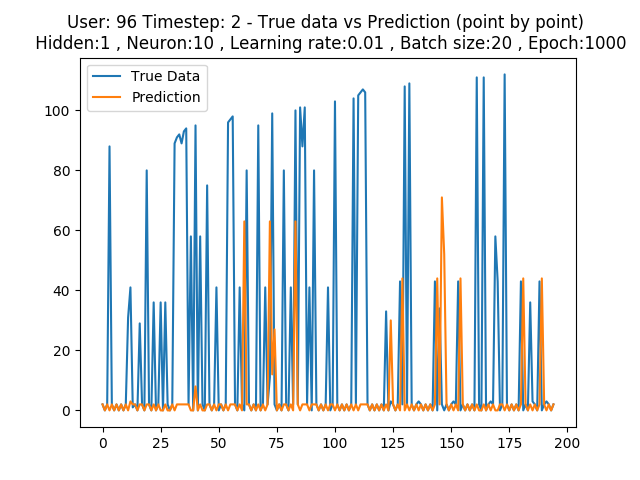 User: 96 Timestep: 2 - True data vs Prediction (point by point)
Hidden:1 , Neuron:10 , Learning rate:0.01 , Batch size:20 , Epoch:1000
True Data
Prediction
100
80
60
40
20
0
0 25 50 75 100 125 150 175 200